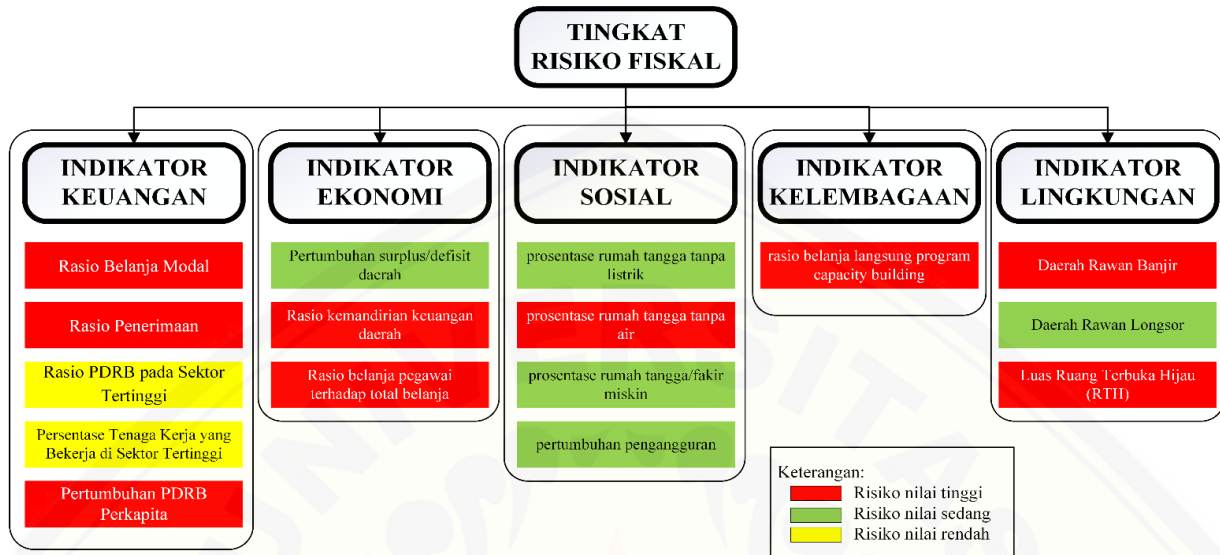 TINGKAT
RISIKO FISKAL
INDIKATOR
KEUANGAN
Rasio Belanja Modal
Rasio Penerimaan
Rasio PDRB pada Sektor
Tertinggi
Persentase Tenaga Kerja yang
Bekerja di Sektor Tertinggi
Pertumbuhan PDRB
Perkapita
INDIKATOR
EKONOMI
Pertumbuhan surplus/defisit
daerah
Rasio kemandirian keuangan
daerah
Rasio belanja pegawai
terhadap total belanja
INDIKATOR
SOSIAL
prosentase rumah tangga tanpa
listrik
prosentase rumah tangga tanpa
air
prosentase rumah tangga/fakir
miskin
pertumbuhan pengangguran
INDIKATOR
KELEMBAGAAN
rasio belanja langsung program
capacity building
INDIKATOR
LINGKUNGAN
Daerah Rawan Banjir
Daerah Rawan Longsor
Luas Ruang Terbuka Hijau
(RTH)
Keterangan:
Risiko nilai tinggi
Risiko nilai sedang
Risiko nilai rendah
UNIVERSITAS